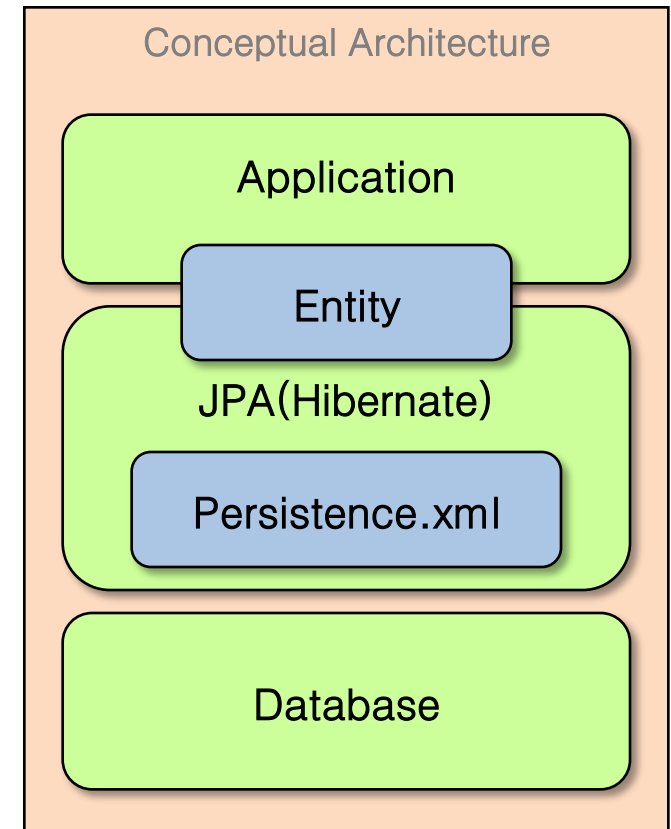 Conceptual Architecture
Application
Entity
JPA(Hibernate)
Persistence.xml
Database